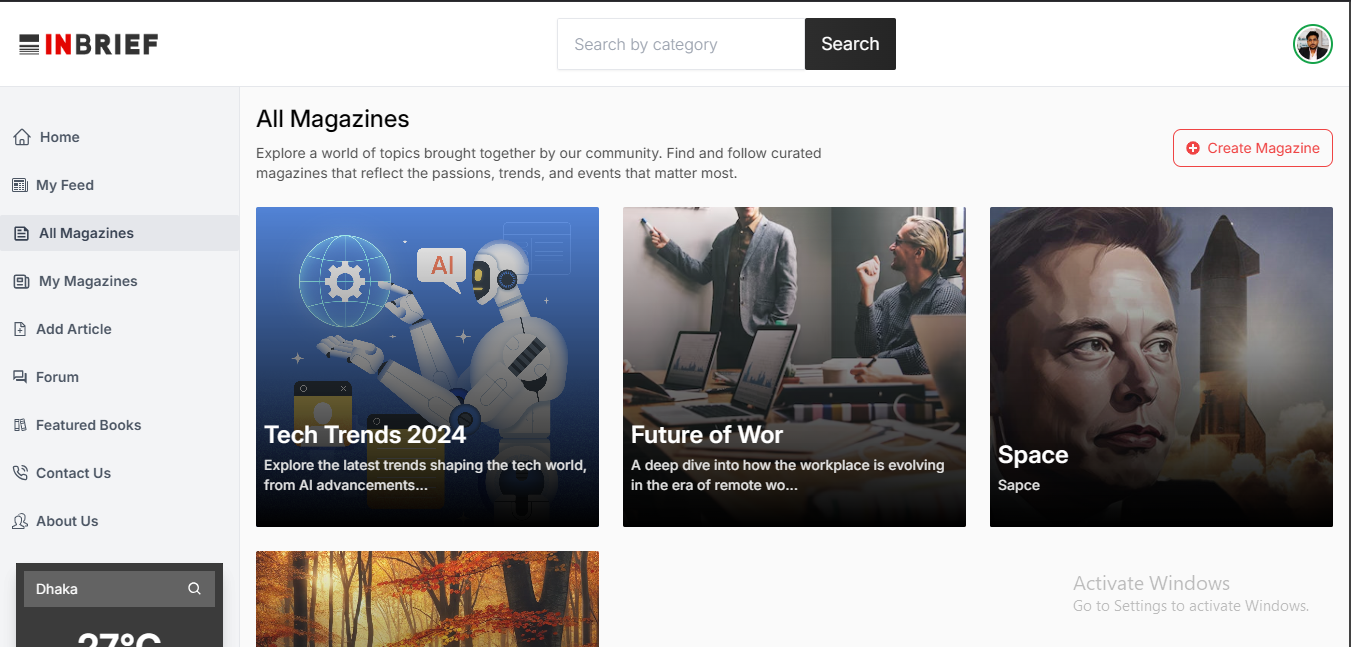 INBRIEF
Search by category
Search
Home
My Feed
All Magazines
My Magazines
Add Article
Forum
Featured Books
Contact Us
About Us
Dhaka
27°C
All Magazines
Explore a world of topics brought together by our community. Find and follow curated
magazines that reflect the passions, trends, and events that matter most.
Create Magazine
AI
Tech Trends 2024
Explore the latest trends shaping the tech world,
from AI advancements...
Future of Wor
A deep dive into how the workplace is evolving
in the era of remote wo...
Space
Sapce
Activate Windows
Go to Settings to activate Windows.